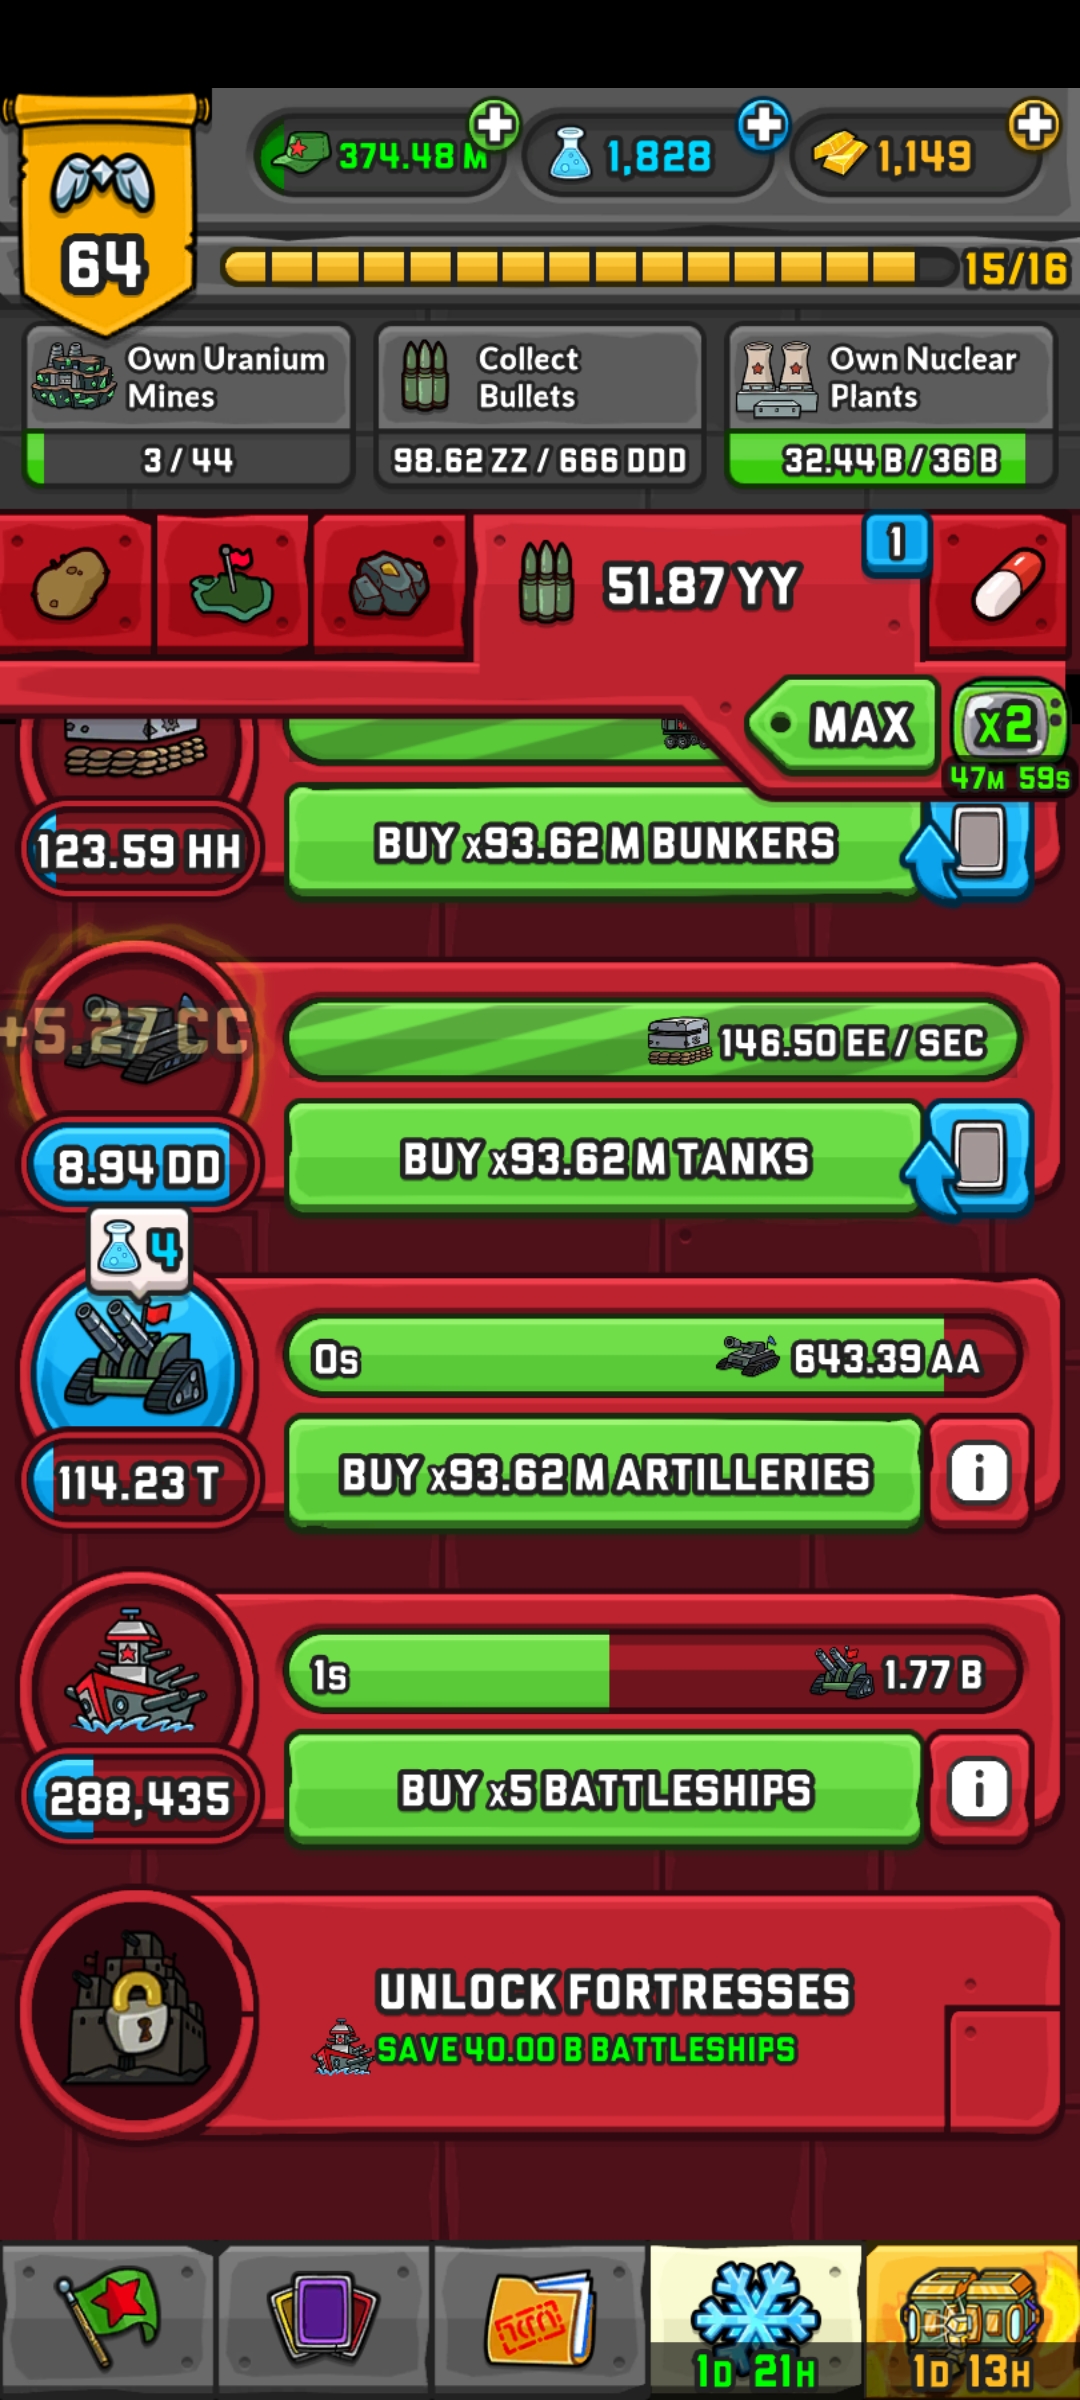 374.48 M
1,828
1,149
64
15/16
Own Uranium
Mines
3 / 44
Collect
Bullets
98.62 ZZ / 666 DDD
Own Nuclear
Plants
32.44 B / 36 B
51.87 YY
1
MAX
X2
47M 59S
123.59 HH
BUY x93.62 M BUNKERS
+5.27 CC
146.50 EE / SEC
8.94 DD
BUY x93.62 M TANKS
4
0s
643.39 AA
114.23 T
BUY x93.62 M ARTILLERIES
1s
1.77 B
288,435
BUY x5 BATTLESHIPS
UNLOCK FORTRESSES
SAVE 40.00 B BATTLESHIPS
1D 21H
1D 13H